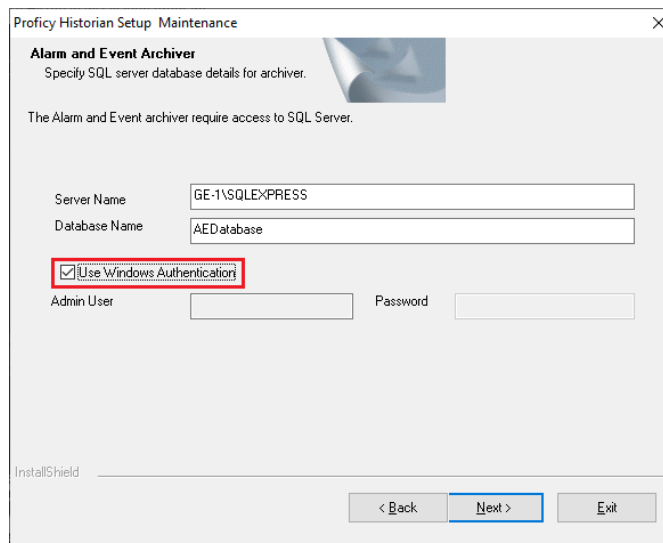 Proficy Historian Setup  Maintenance
Alarm and Event Archiver
Specify SQL server database details for archiver.
The Alarm and Event archiver require access to SQL Server.
Server Name
GE-1\SQLEXPRESS
Database Name
AEDatabase
Use Windows Authentication
Admin User
Password
InstallShield
< Back
Next >
Exit